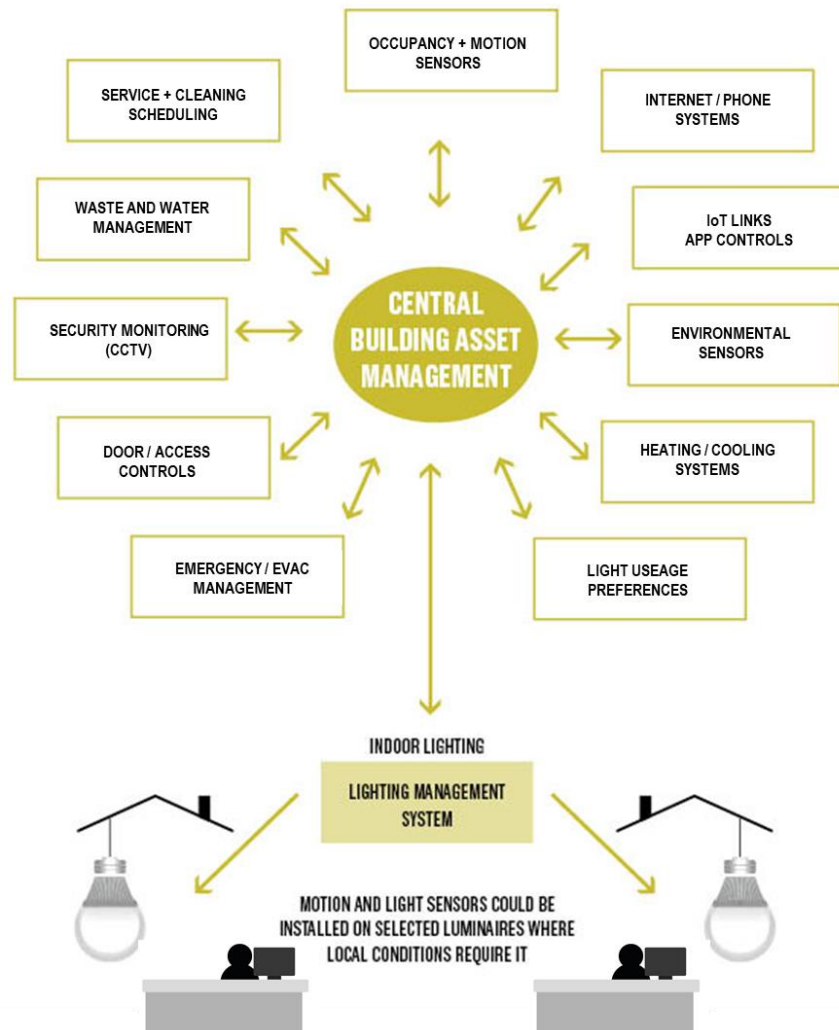 OCCUPANCY + MOTION
SENSORS
SERVICE + CLEANING
SCHEDULING
INTERNET / PHONE
SYSTEMS
WASTE AND WATER
MANAGEMENT
IoT LINKS
APP CONTROLS
CENTRAL
BUILDING ASSET
MANAGEMENT
SECURITY MONITORING
(CCTV)
ENVIRONMENTAL
SENSORS
DOOR / ACCESS
CONTROLS
HEATING / COOLING
SYSTEMS
EMERGENCY / EVAC
MANAGEMENT
LIGHT USEAGE
PREFERENCES
INDOOR LIGHTING
LIGHTING MANAGEMENT
SYSTEM
MOTION AND LIGHT SENSORS COULD BE
INSTALLED ON SELECTED LUMINAIRES WHERE
LOCAL CONDITIONS REQUIRE IT